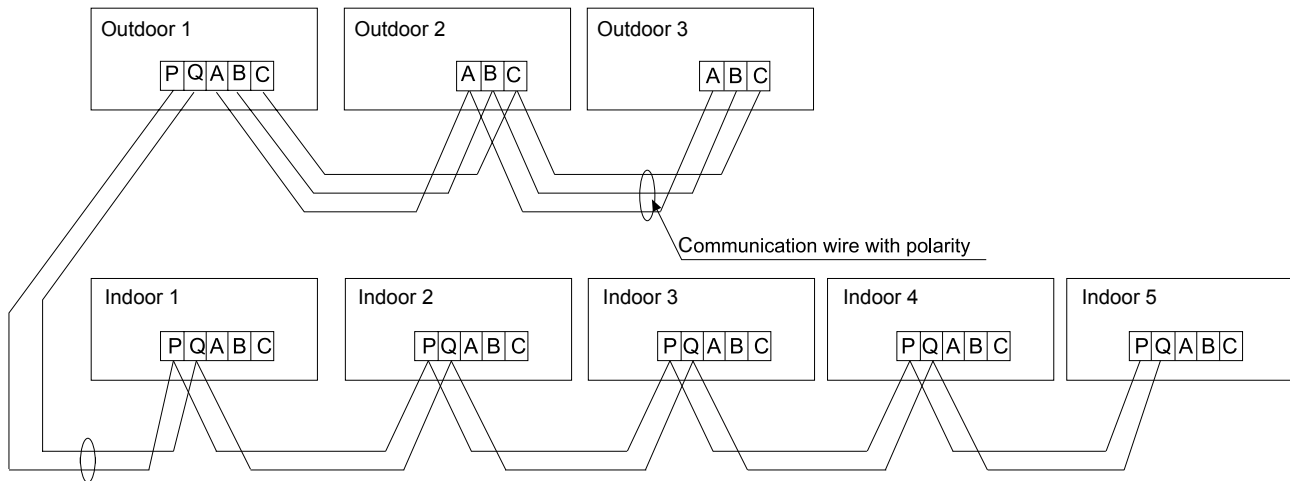 Outdoor 1 Outdoor 2 Outdoor 3
P Q A B C A B C A B C
Communication wire with polarity
Indoor 1 Indoor 2 Indoor 3 Indoor 4 Indoor 5
P Q A B C P Q A B C P Q A B C P Q A B C P Q A B C